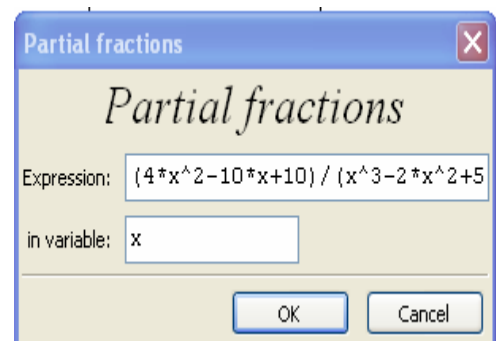 Partial fractions
Partial fractions
Expression: (4*x^2-10*x+10)/(x^3-2*x^2+5
in variable: x
OK Cancel